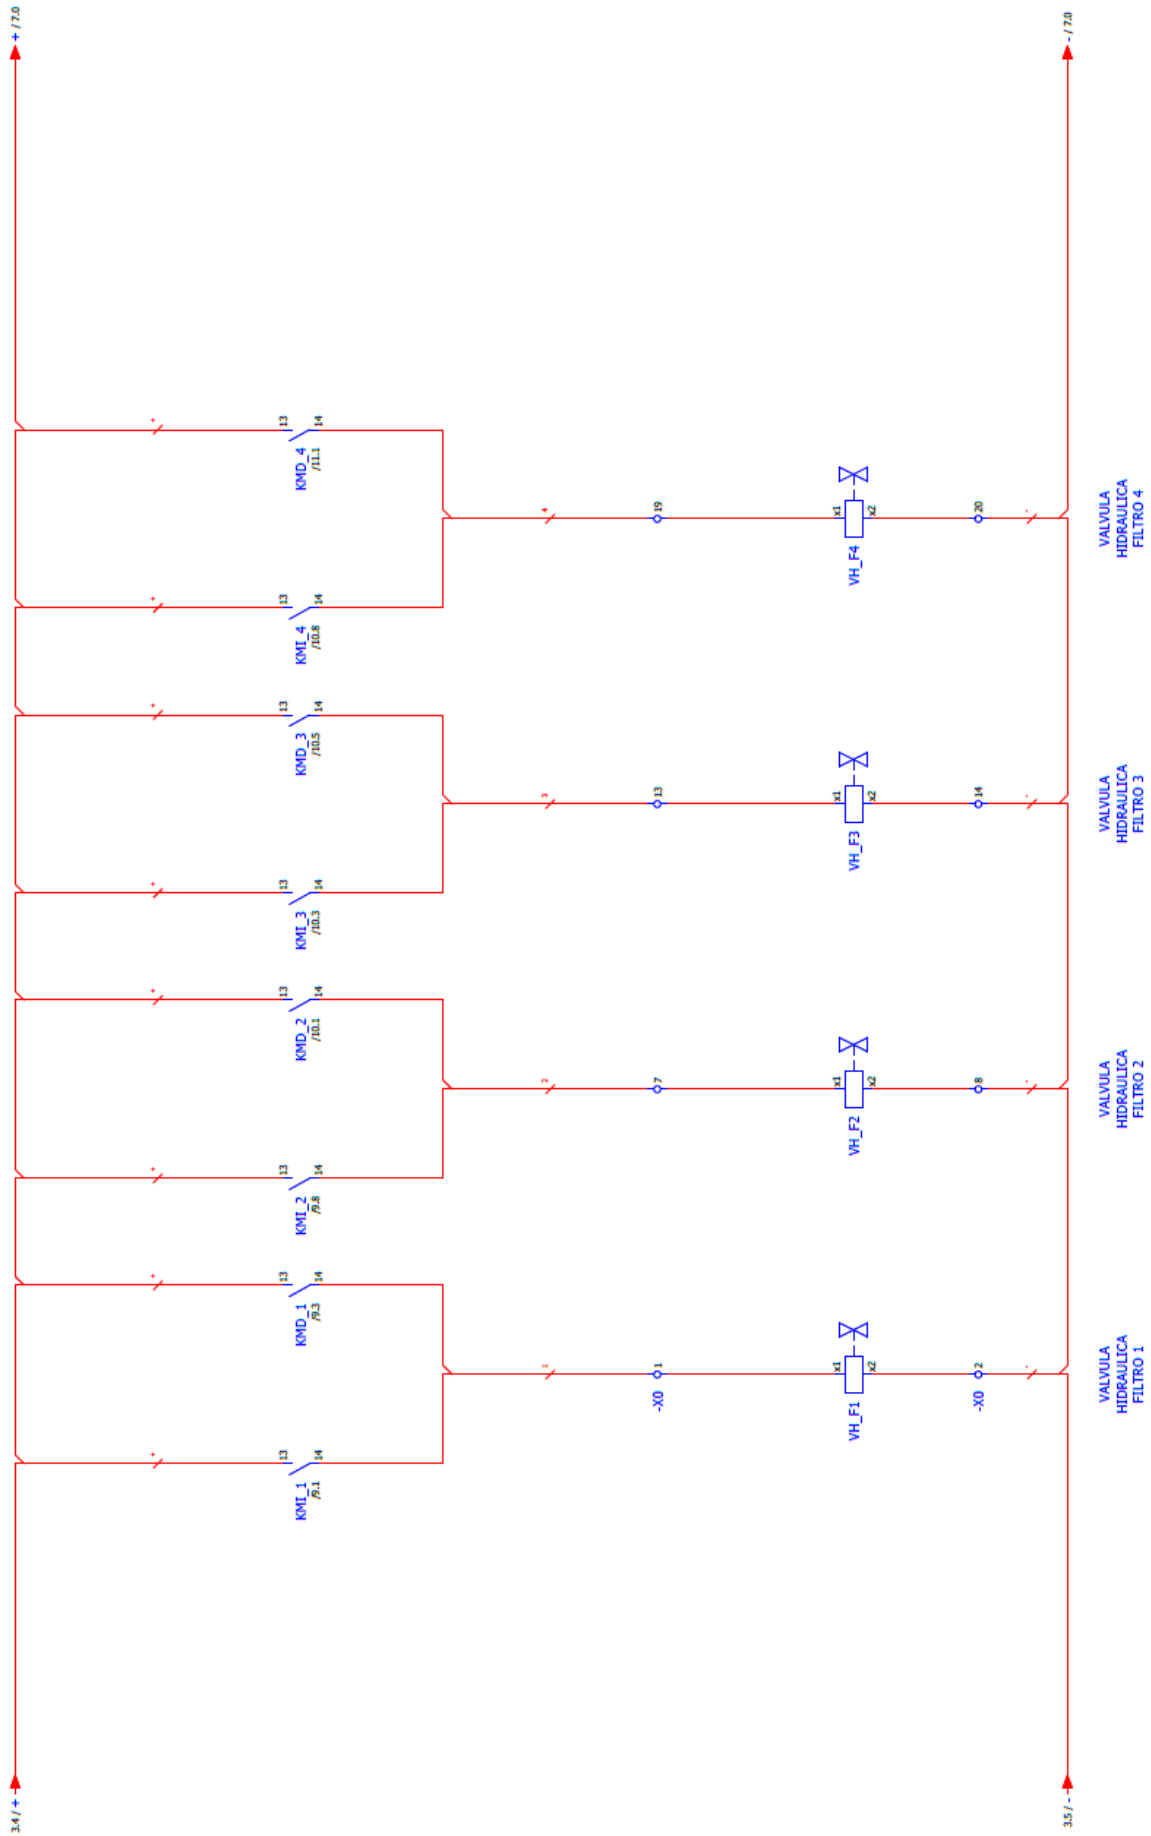 3.4 / +
+ / 7.0
+
+
+
+
+
+
+
+
13
13
13
13
13
13
13
13
KMI_1
/9.1
KMD_1
/9.3
KMI_2
/9.8
KMD_2
/10.1
KMI_3
/10.3
KMD_3
/10.5
KMI_4
/10.8
KMD_4
/11.1
14
14
14
14
14
14
14
14
1
2
3
4
-X0
1
7
13
19
x1
x1
x1
x1
VH_F1
VH_F2
VH_F3
VH_F4
x2
x2
x2
x2
-X0
2
8
14
20
-
-
-
-
3.5 / -
- / 7.0
VALVULA
HIDRAULICA
FILTRO 1
VALVULA
HIDRAULICA
FILTRO 2
VALVULA
HIDRAULICA
FILTRO 3
VALVULA
HIDRAULICA
FILTRO 4